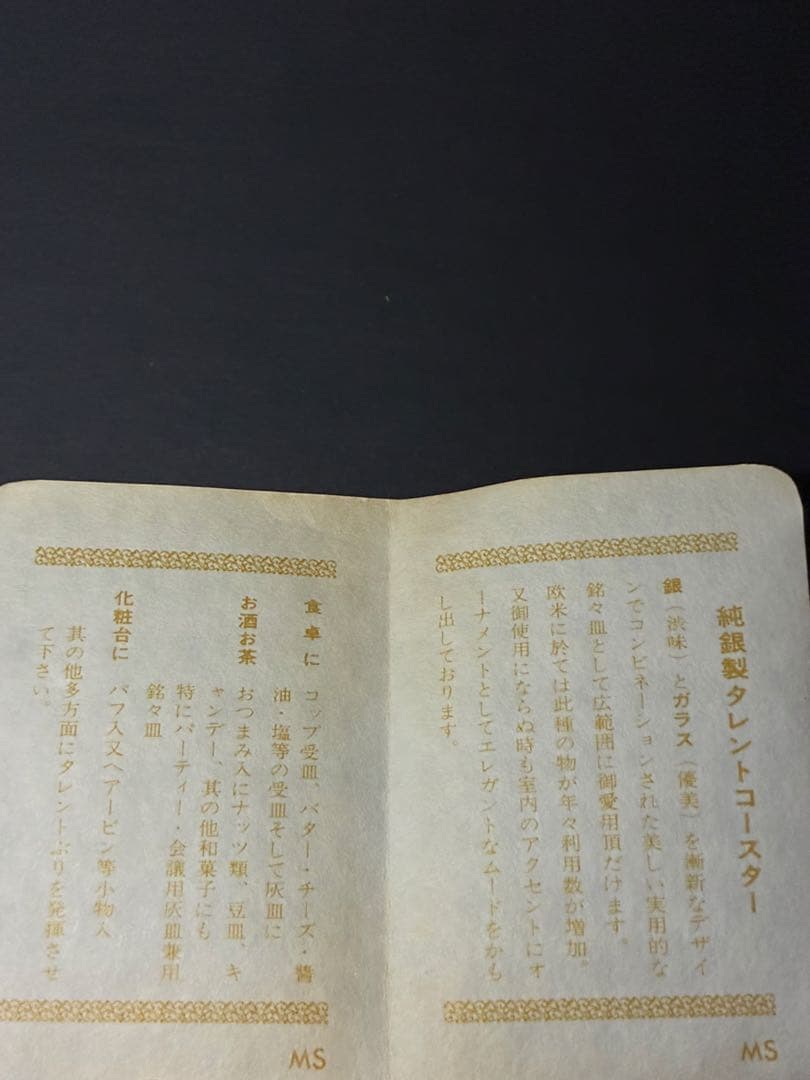 純銀製タレントコースター
銀(渋味)とガラス(優美)を漸新なデザイ
ンでコンビネーションされた美しい実用的な
銘々皿として広範囲に御愛用頂だけます。
欧米に於ては此種の物が年々利用数が増加。
又御使用にならぬ時も室内のアクセントにオ
ーナメントとしてエレガントなムードをかも
し出しております。
MS
食卓に コップ受皿、バター・チーズ・醬
油・塩等の受皿そして灰皿に
お酒お茶 おつまみ入にナッツ類、豆皿、キ
ャンデー、其の他和菓子にも
特にパーティー・会議用灰皿兼用
銘々皿
化粧台に パフ入又ヘアーピン等小物入
其の他多方面にタレントぶりを発揮させ
て下さい。
MS